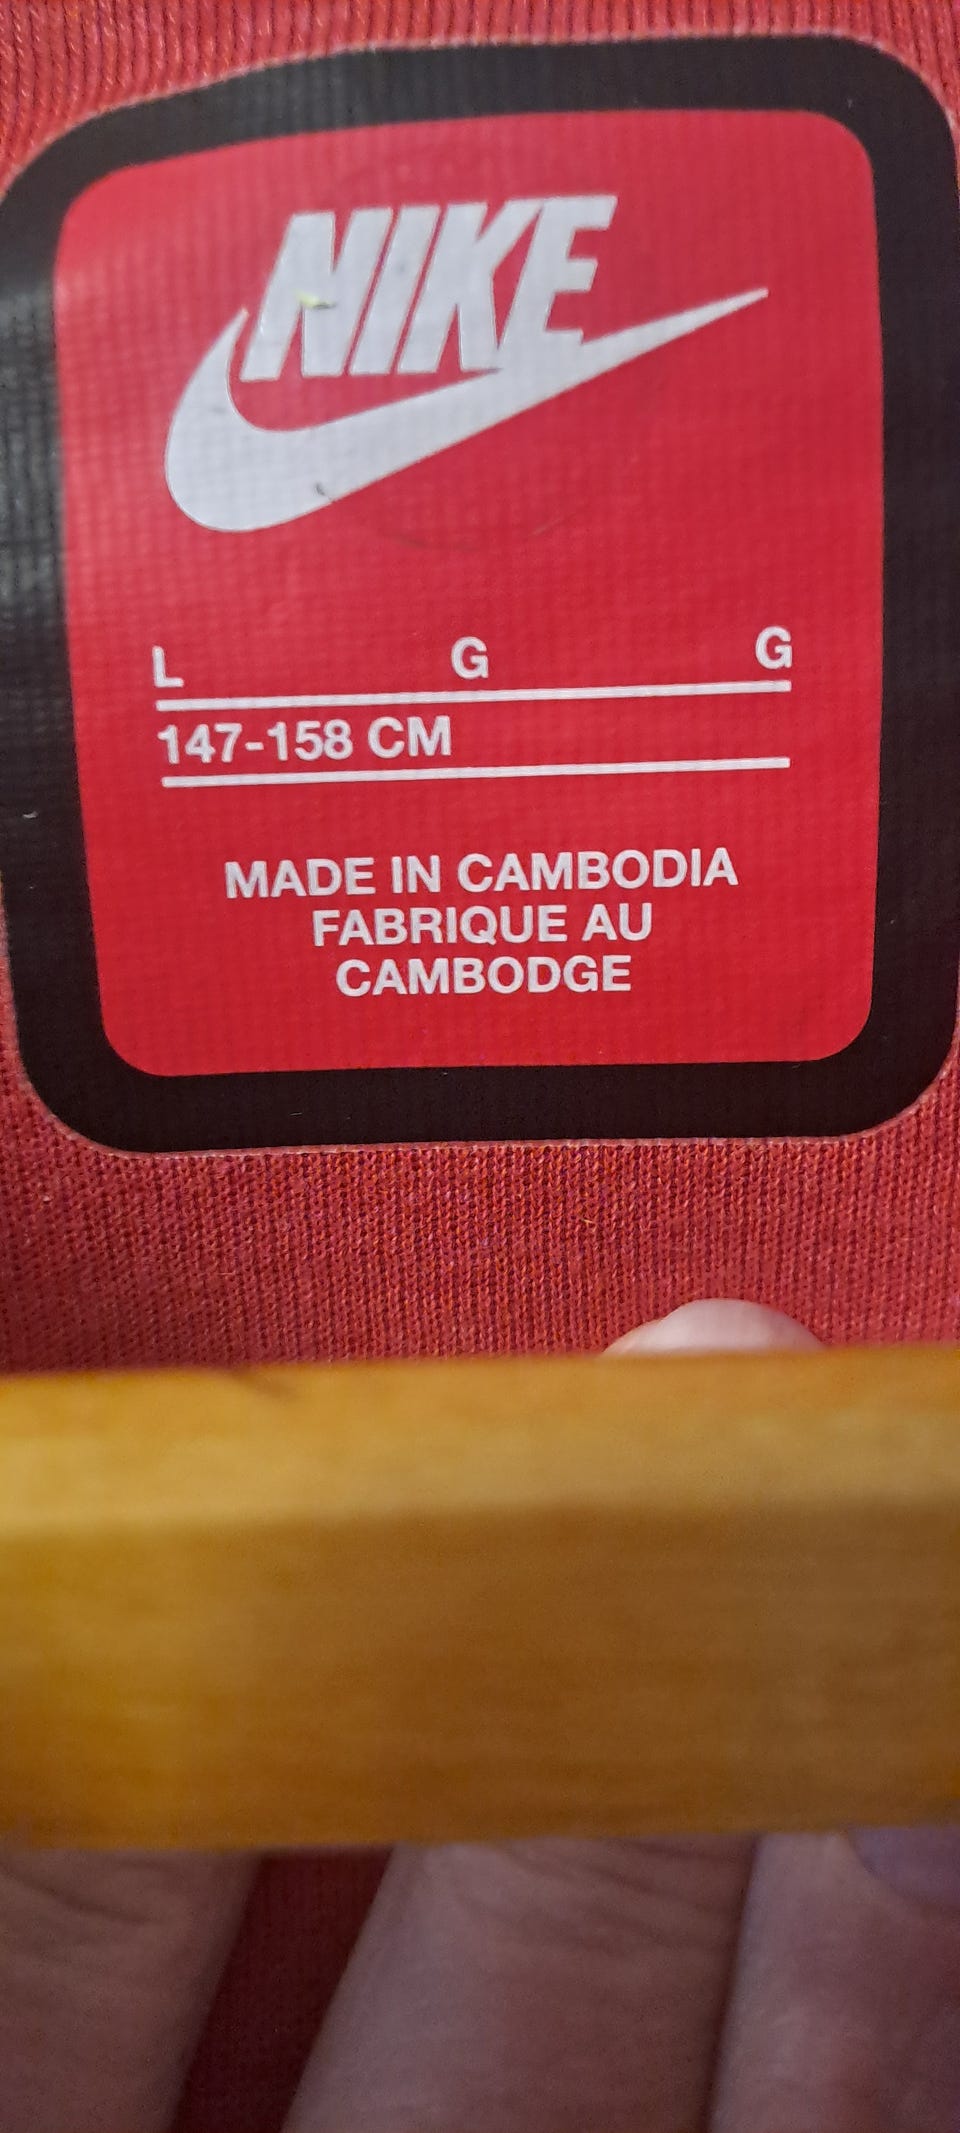 NIKE
L G G
147-158 CM
MADE IN CAMBODIA
FABRIQUE AU
CAMBODGE